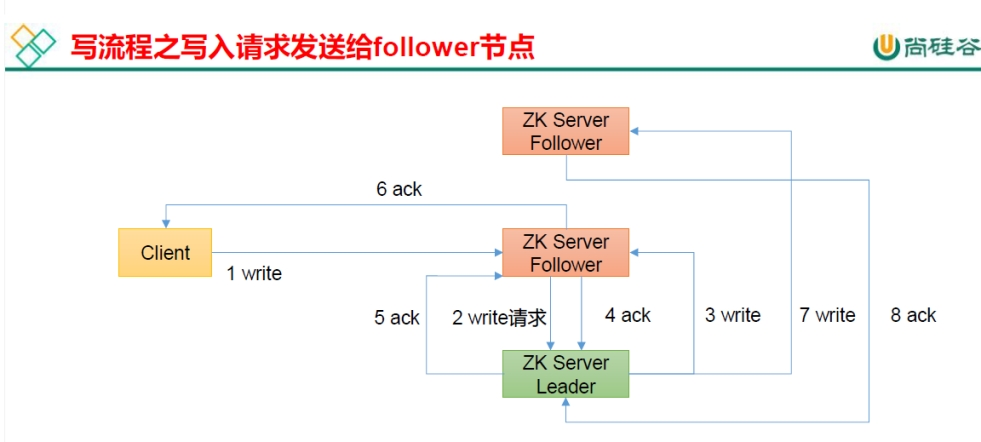 写流程之写入请求发送给follower节点
尚硅谷
ZK Server
Follower
6 ack
Client
1 write
ZK Server
Follower
5 ack
2 write请求
4 ack
3 write
7 write
8 ack
ZK Server
Leader